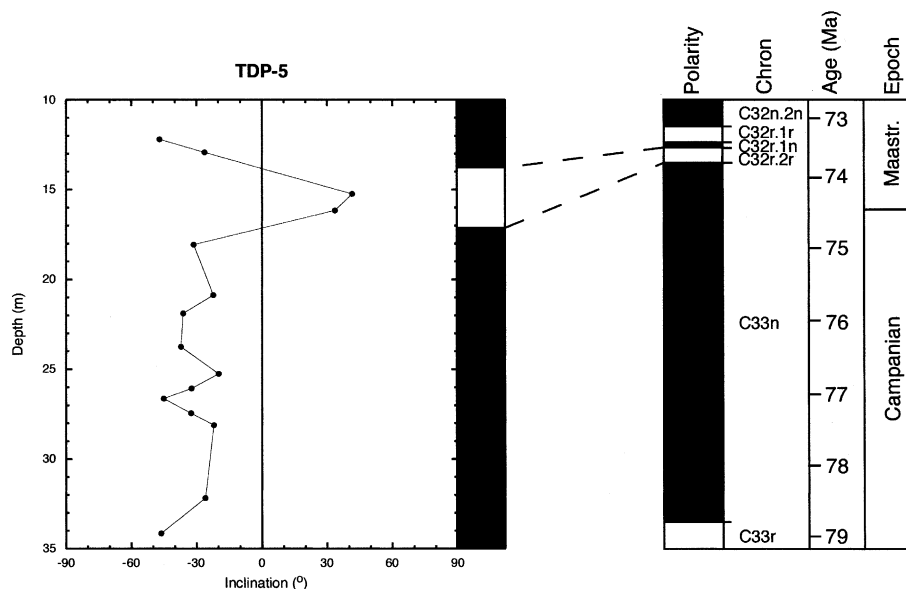 TDP-5
10
15
20
25
30
35
Depth (m)
-90
-60
-30
0
30
60
90
Inclination (º)
Polarity
Chron
Age (Ma)
Epoch
C32n.2n
C32r.1r
C32r.1n
C32r.2r
C33n
C33r
73
74
75
76
77
78
79
Maastr.
Campanian